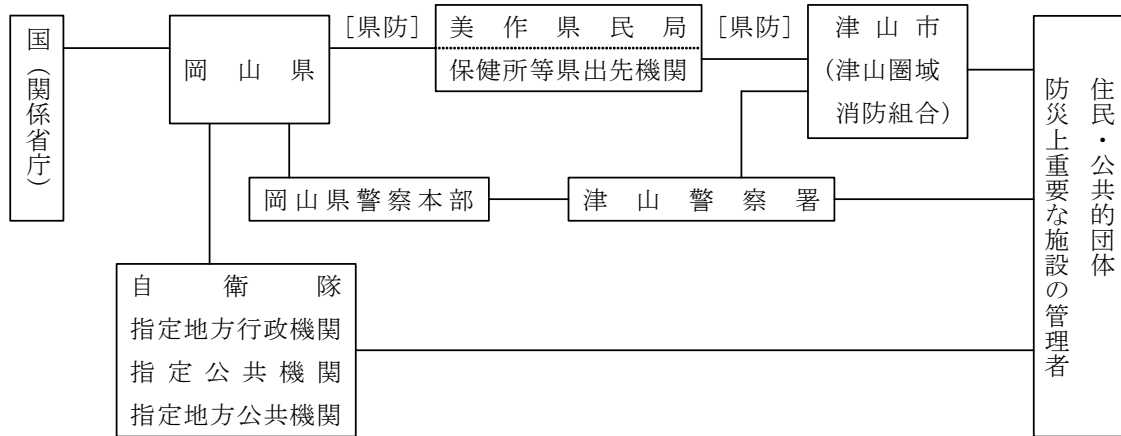 国(関係省庁)
岡山県
[県防]
美作県民局
保健所等県出先機関
[県防]
津山市
(津山圏域
消防組合)
住民・公共的団体
防災上重要な施設の管理者
岡山県警察本部
津山警察署
自衛隊
指定地方行政機関
指定公共機関
指定地方公共機関